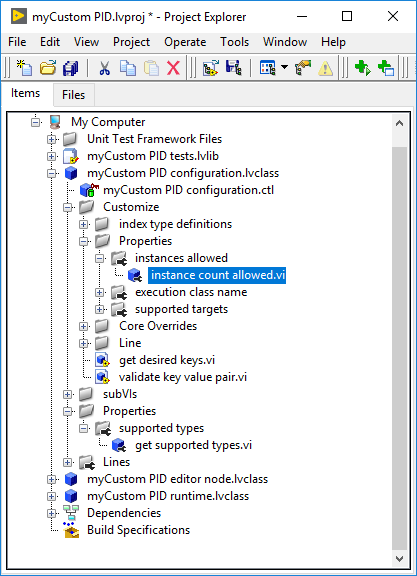 myCustom PID.lvproj * - Project Explorer
File Edit View Project Operate Tools Window Help
Items Files
My Computer
Unit Test Framework Files
myCustom PID tests.lvlib
myCustom PID configuration.lvclass
myCustom PID configuration.ctl
Customize
index type definitions
Properties
instances allowed
instance count allowed.vi
execution class name
supported targets
Core Overrides
Line
get desired keys.vi
validate key value pair.vi
subVIs
Properties
supported types
get supported types.vi
Lines
myCustom PID editor node.lvclass
myCustom PID runtime.lvclass
Dependencies
Build Specifications